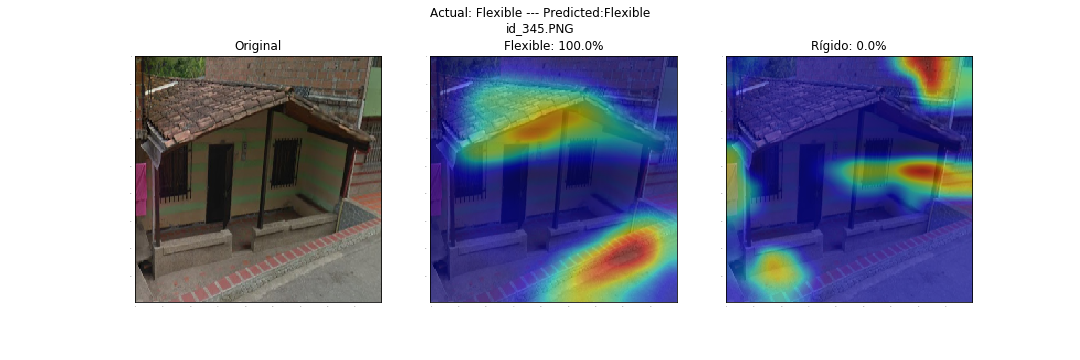 Actual: Flexible --- Predicted:Flexible
id_345.PNG
Original
Flexible: 100.0%
Rígido: 0.0%